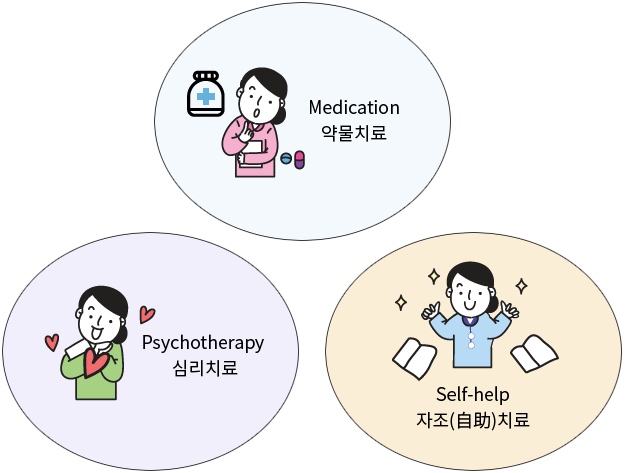 Medication
약물치료
Psychotherapy
심리치료
Self-help
자조(自助)치료